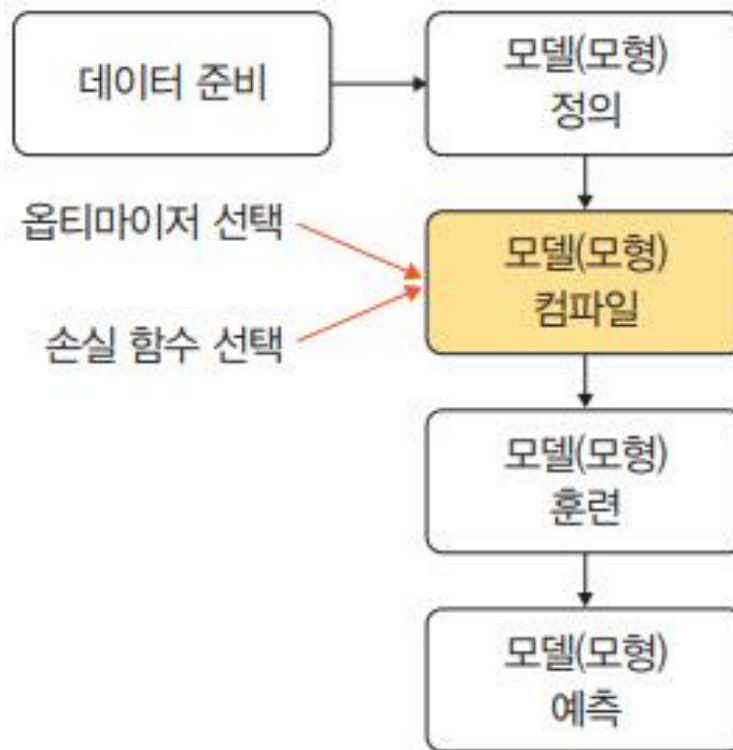 데이터 준비
모델(모형)
정의
옵티마이저 선택
모델(모형)
컴파일
손실 함수 선택
모델(모형)
훈련
모델(모형)
예측